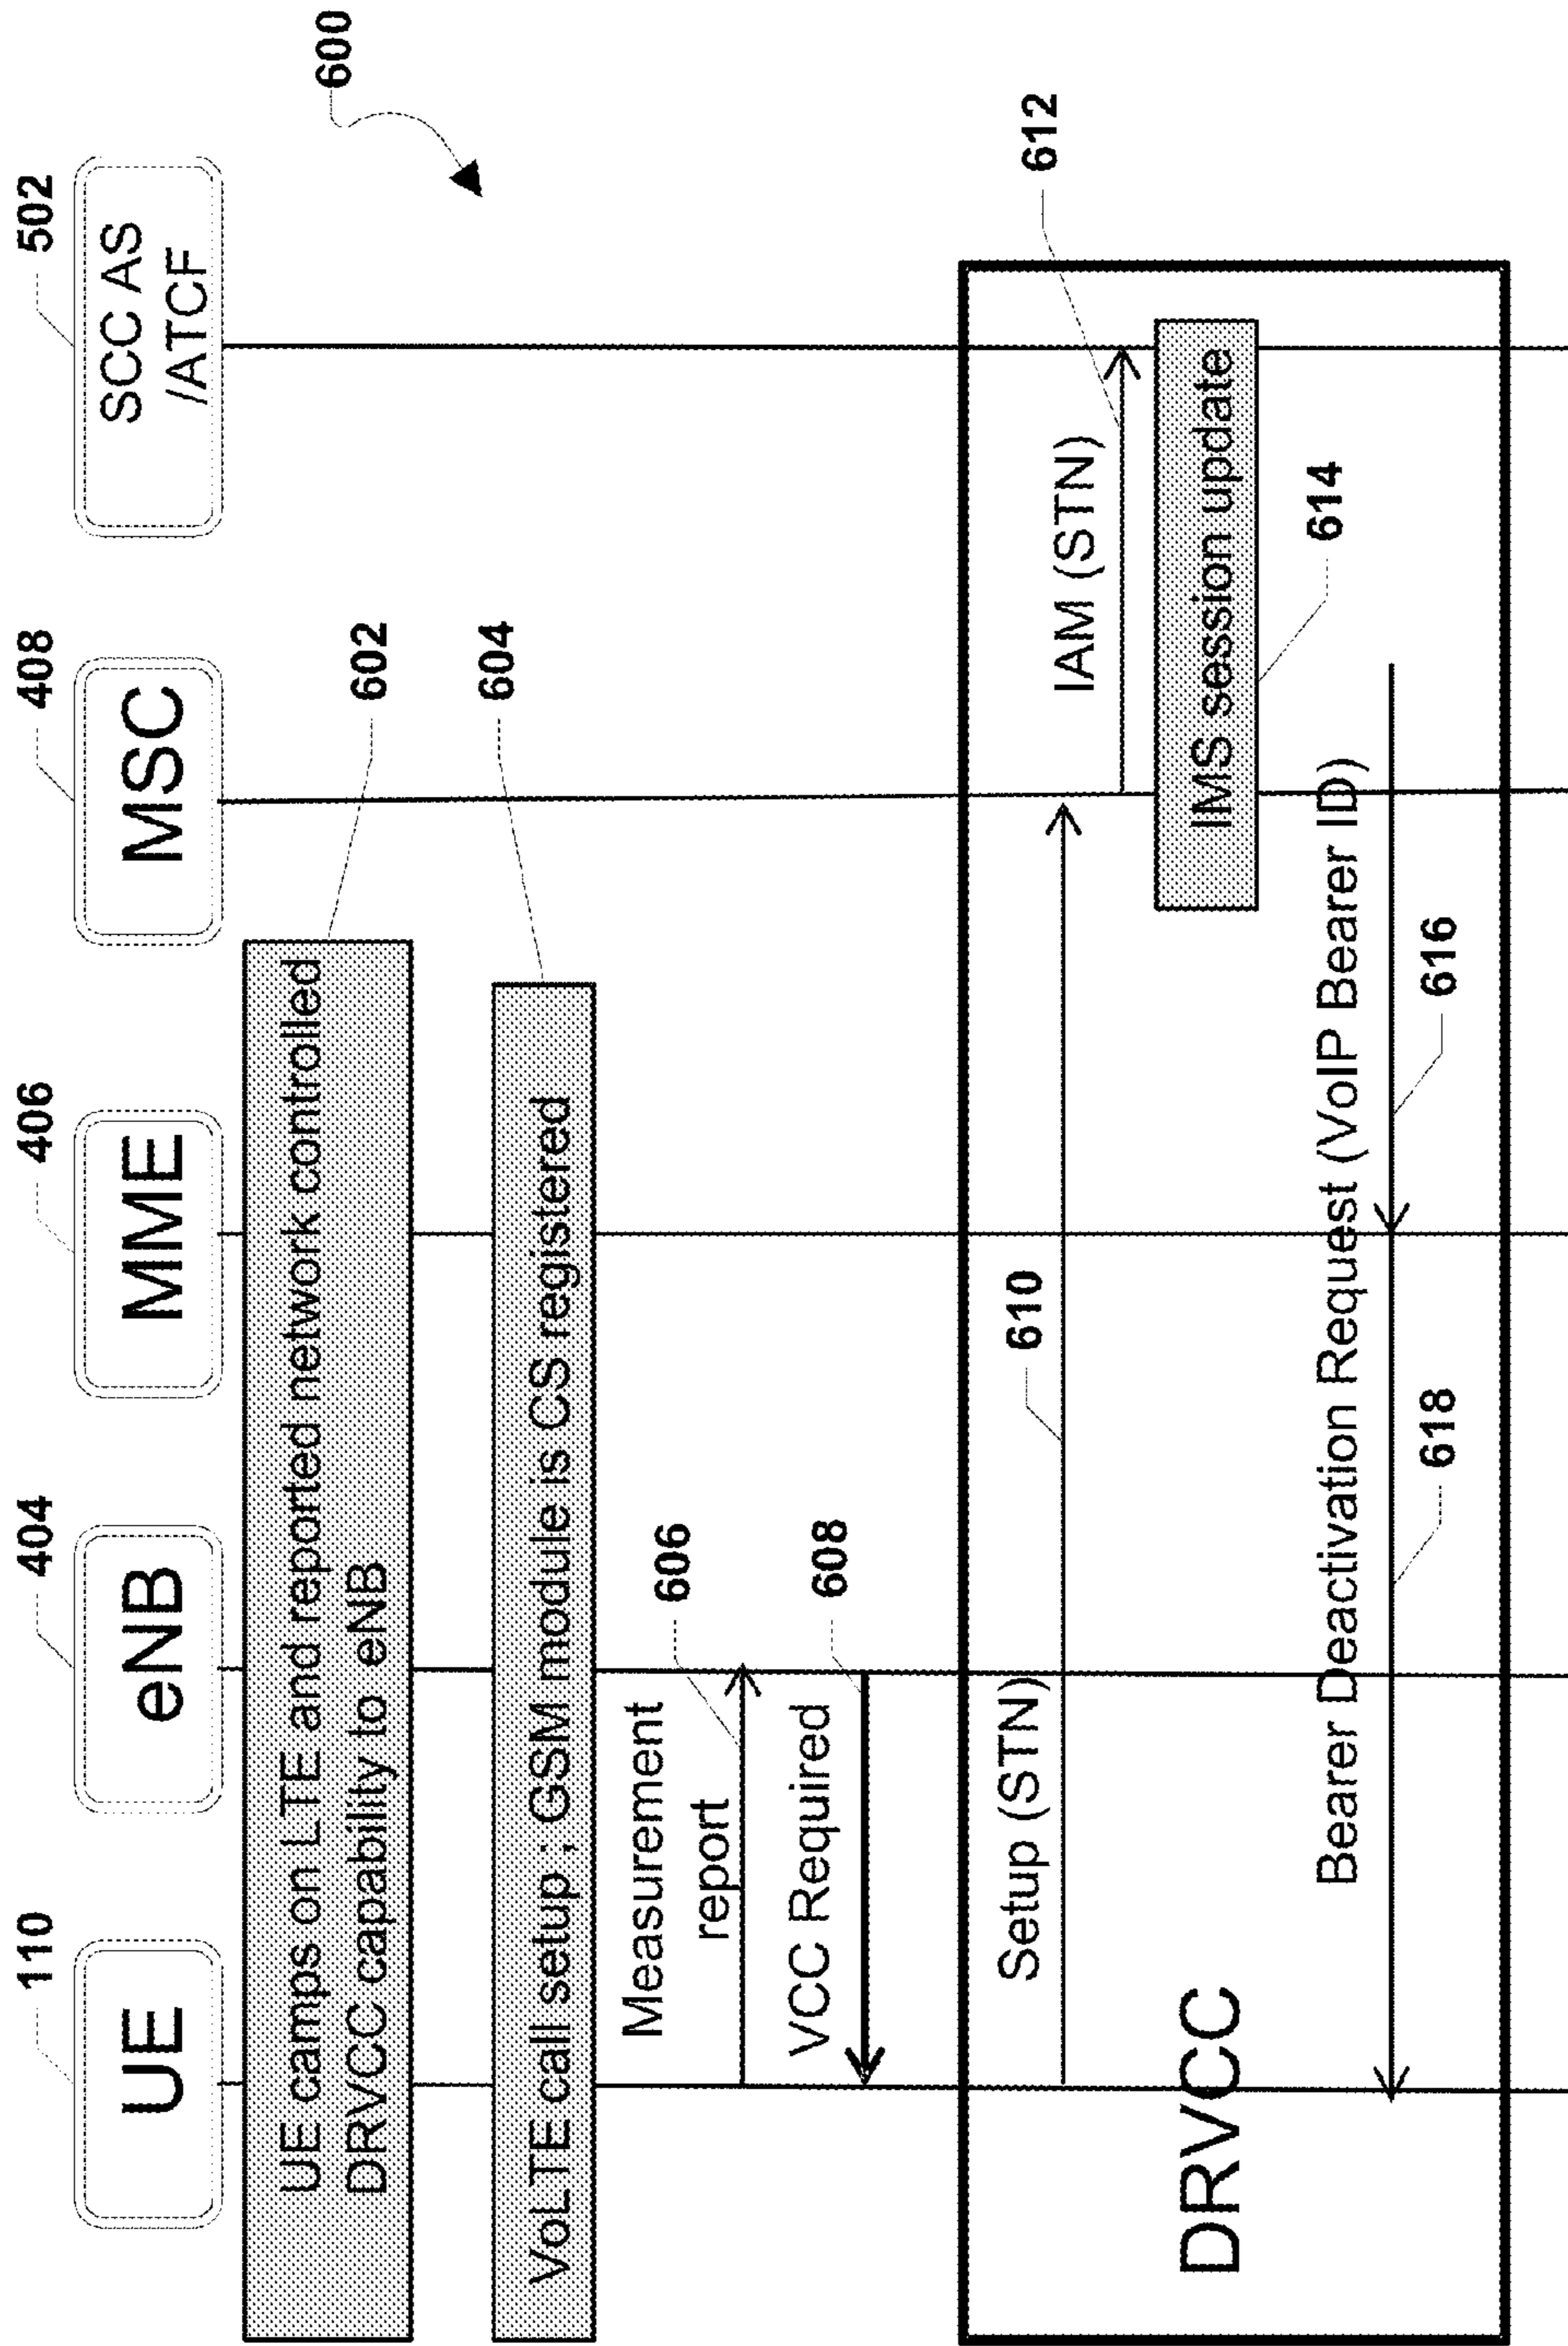 110
404
406
408
502
UE
eNB
MME
MSC
SCC AS
/ATCF
600
UE camps on LTE and reported network controlled
DRVCC capability to eNB
602
VoLTE call setup ; GSM module is CS registered
604
Measurement
report
606
VCC Required
608
Setup (STN)
610
IAM (STN)
612
DRVCC
IMS session update
614
Bearer Deactivation Request (VoIP Bearer ID)
618
616